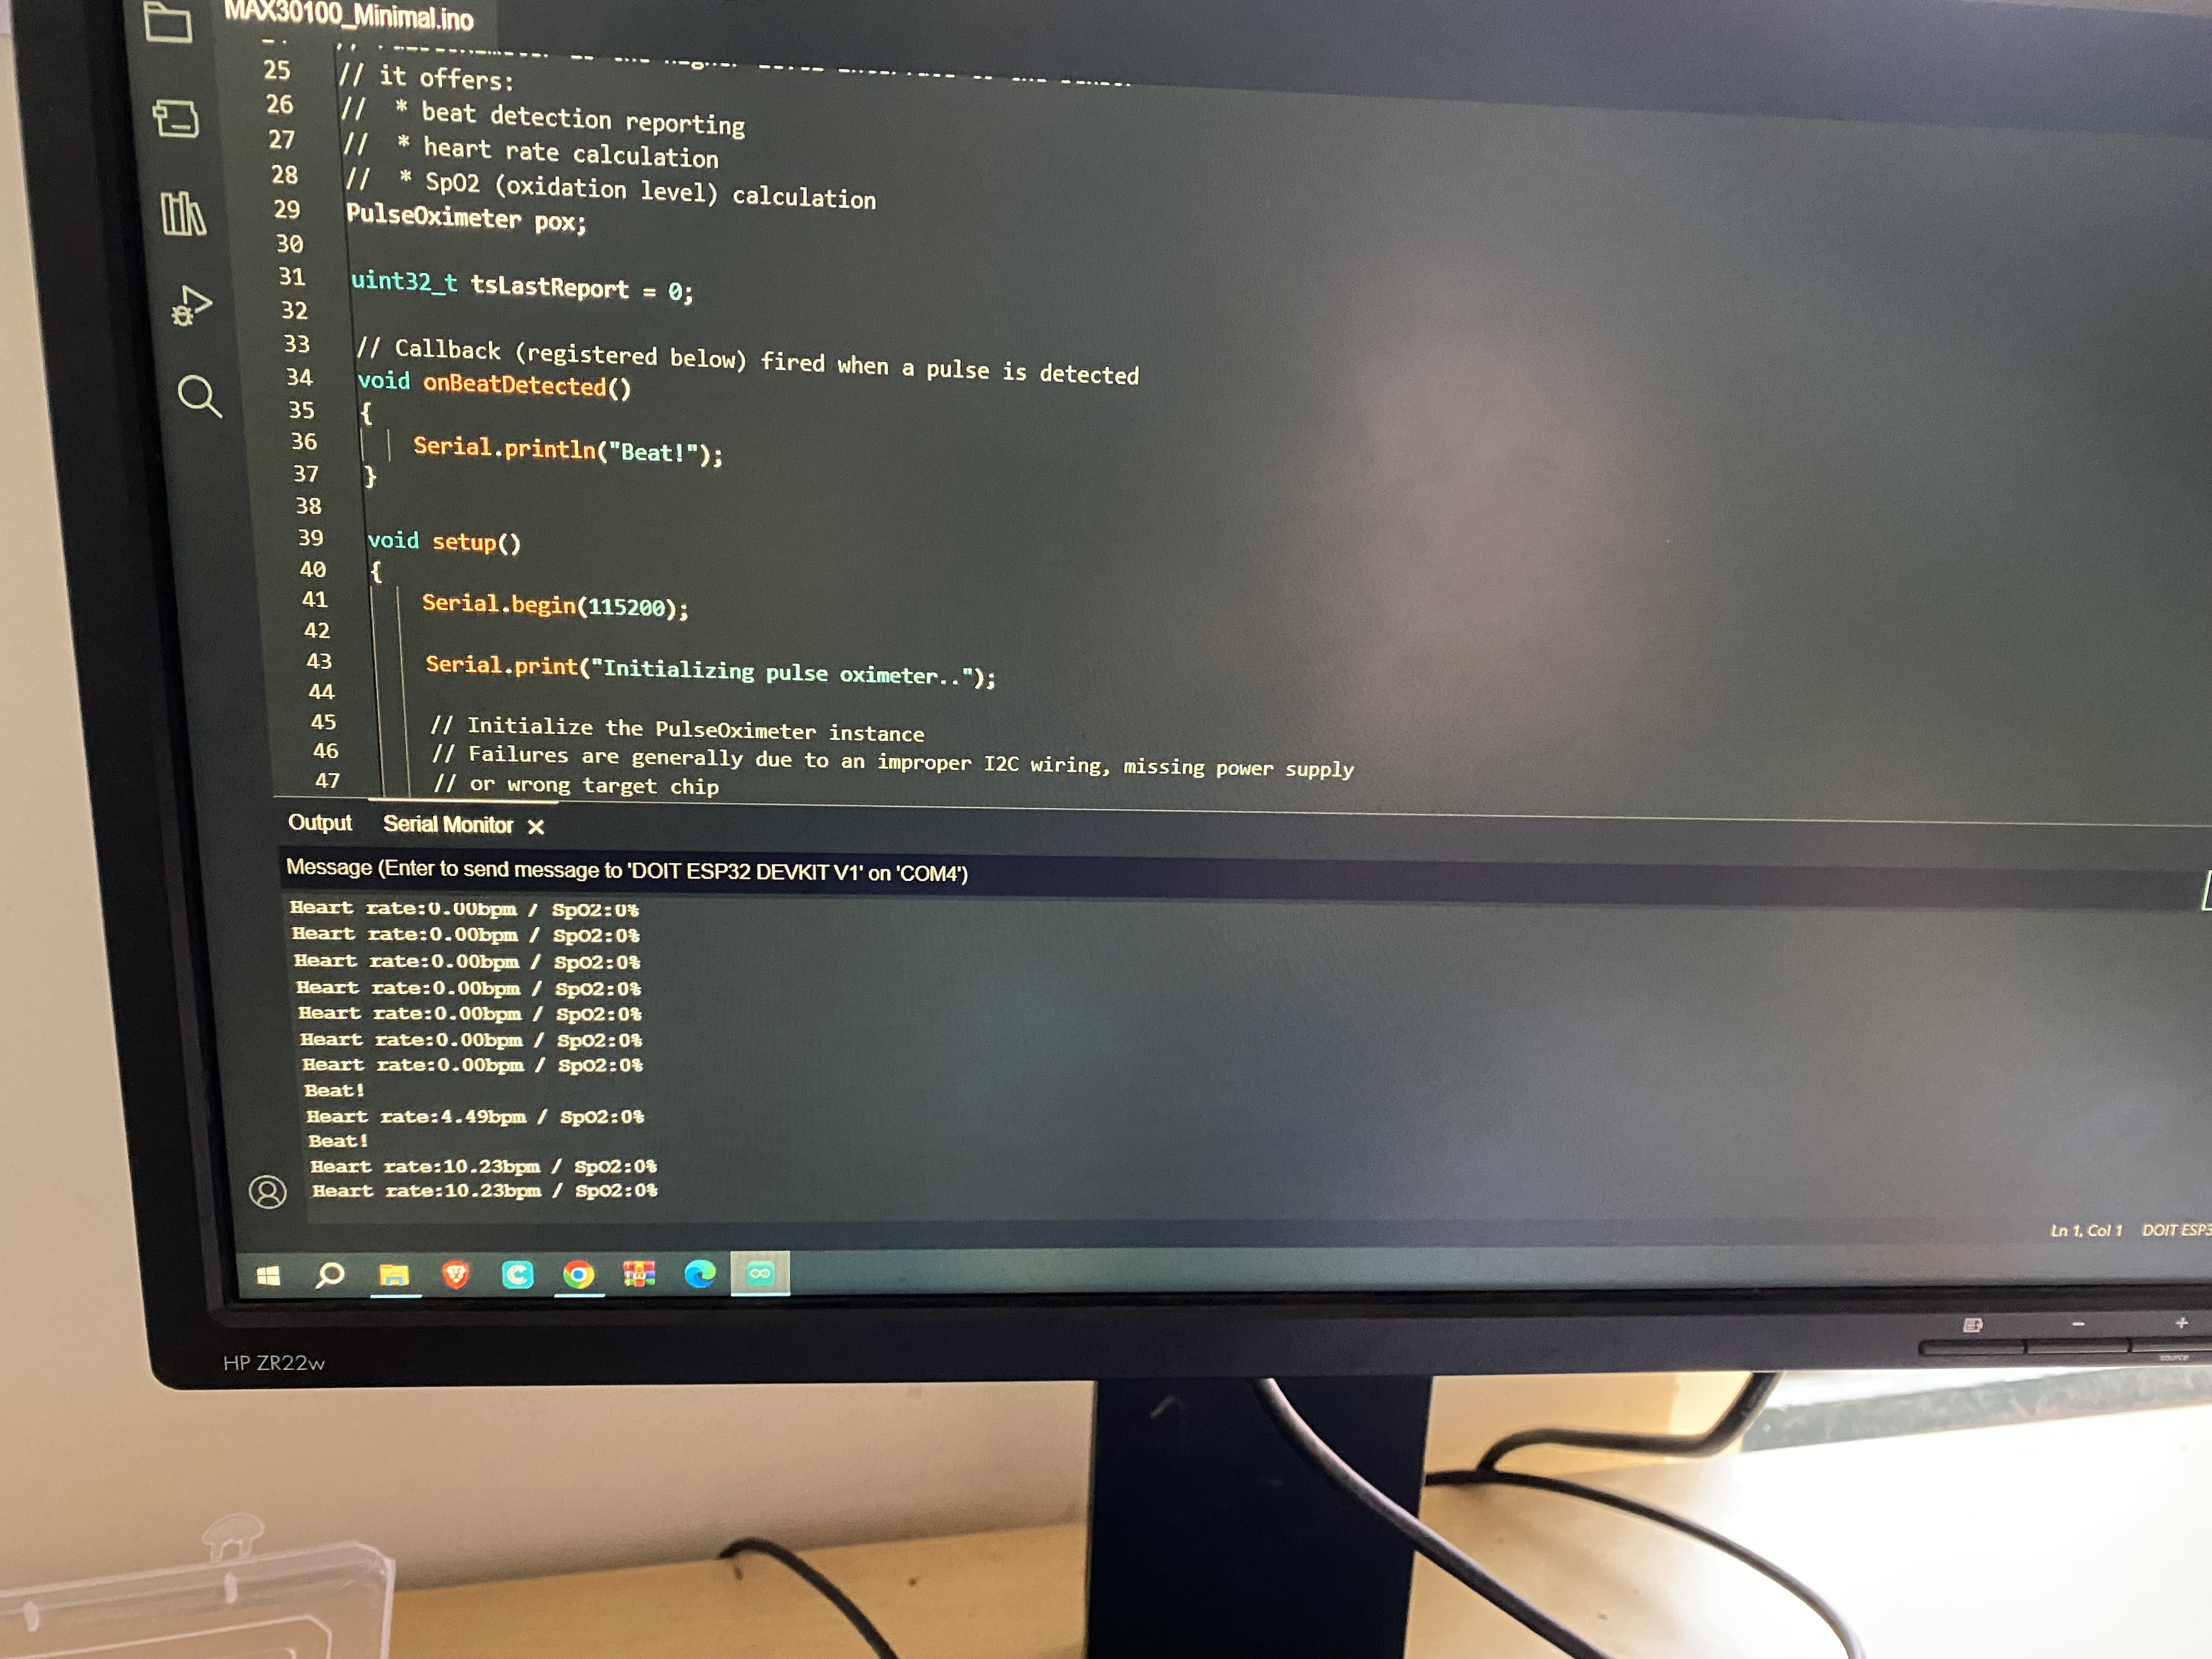 MAX30100_Minimal.ino
25 // it offers:
26 //  * beat detection reporting
27 //  * heart rate calculation
28 //  * SpO2 (oxidation level) calculation
29 PulseOximeter pox;
30
31 uint32_t tsLastReport = 0;
32
33 // Callback (registered below) fired when a pulse is detected
34 void onBeatDetected()
35 {
36 Serial.println("Beat!");
37 }
38
39 void setup()
40 {
41 Serial.begin(115200);
42
43 Serial.print("Initializing pulse oximeter..");
44
45 // Initialize the PulseOximeter instance
46 // Failures are generally due to an improper I2C wiring, missing power supply
47 // or wrong target chip
Output Serial Monitor
Message (Enter to send message to 'DOIT ESP32 DEVKIT V1' on 'COM4')
Heart rate:0.00bpm / SpO2:0%
Heart rate:0.00bpm / SpO2:0%
Heart rate:0.00bpm / SpO2:0%
Heart rate:0.00bpm / SpO2:0%
Heart rate:0.00bpm / SpO2:0%
Heart rate:0.00bpm / SpO2:0%
Heart rate:0.00bpm / SpO2:0%
Beat!
Heart rate:4.49bpm / SpO2:0%
Beat!
Heart rate:10.23bpm / SpO2:0%
Heart rate:10.23bpm / SpO2:0%
Ln 1, Col 1 DOIT ESP3
HP ZR22w
source